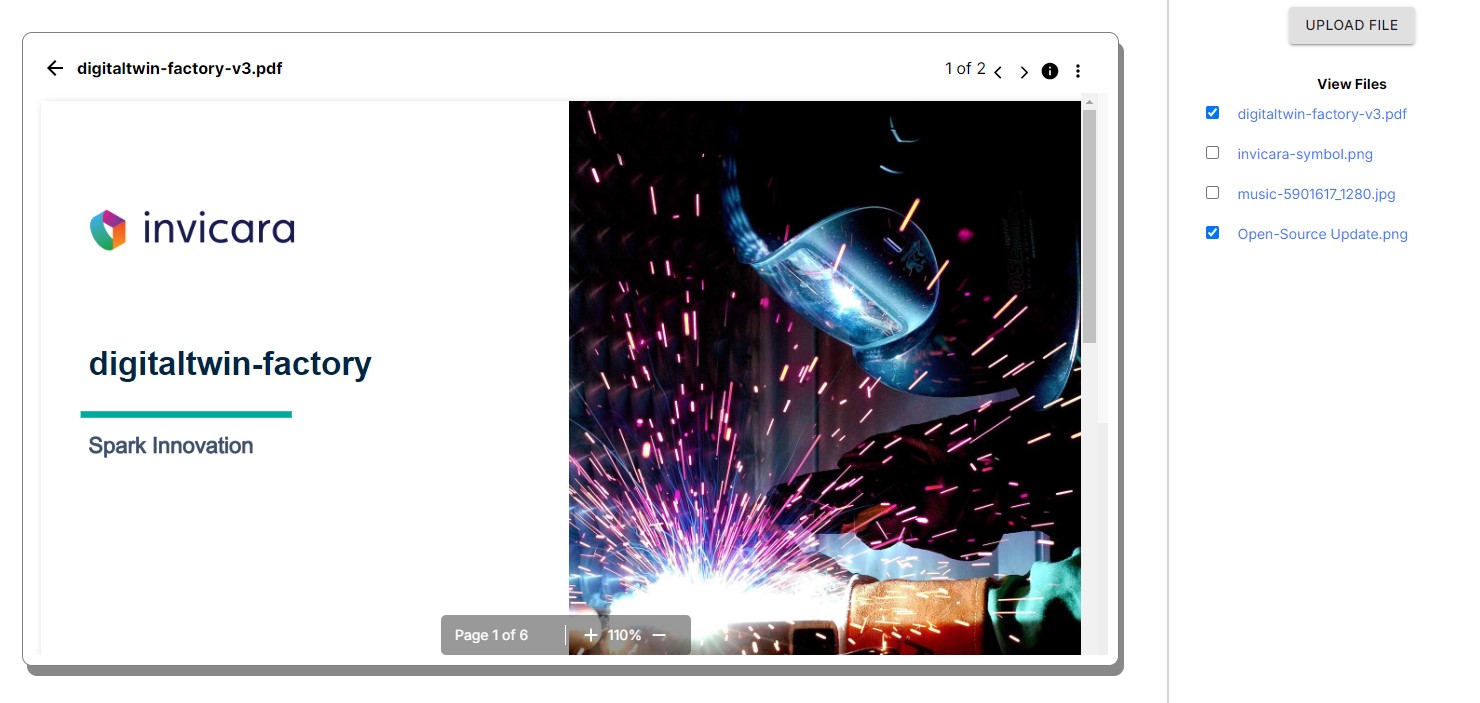 digitaltwin-factory-v3.pdf
1 of 2
invicara
digitaltwin-factory
Spark Innovation
Page 1 of 6
110%
UPLOAD FILE
View Files
digitaltwin-factory-v3.pdf
invicara-symbol.png
music-5901617_1280.jpg
Open-Source Update.png